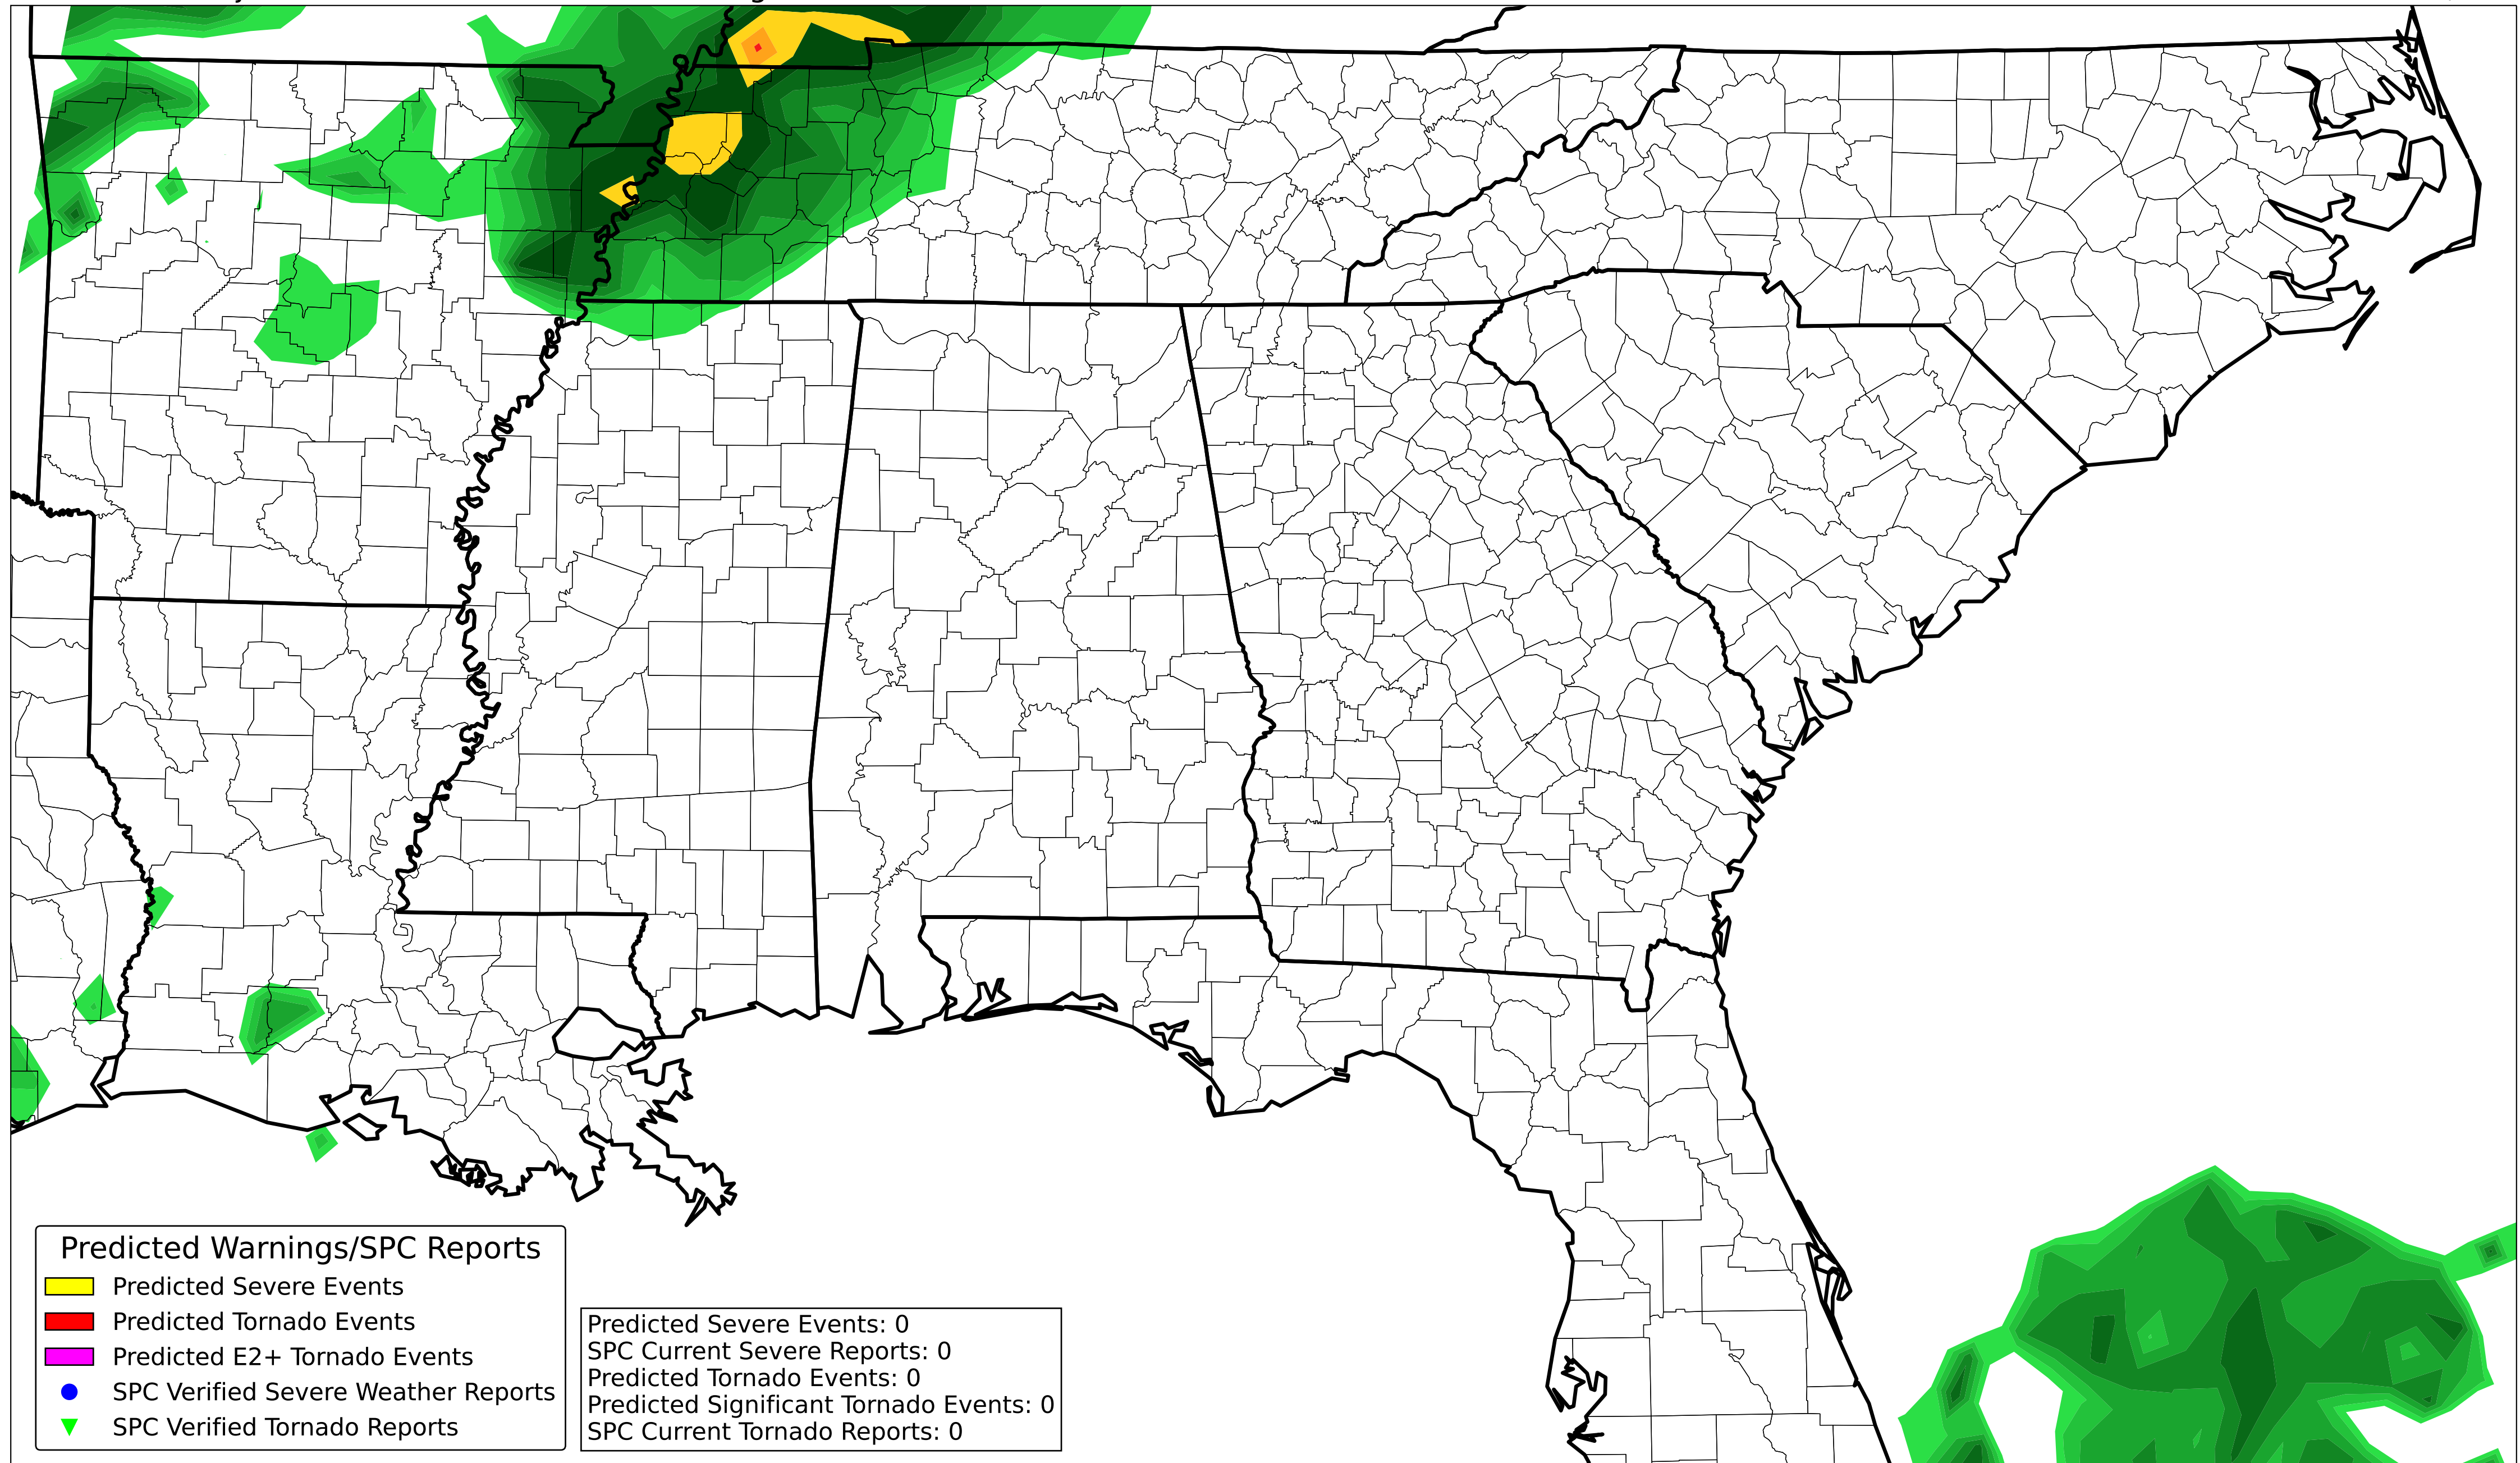 Predicted Warnings/SPC Reports
Predicted Severe Events
Predicted Tornado Events
Predicted E2+ Tornado Events
SPC Verified Severe Weather Reports
SPC Verified Tornado Reports
Predicted Severe Events: 0
SPC Current Severe Reports: 0
Predicted Tornado Events: 0
Predicted Significant Tornado Events: 0
SPC Current Tornado Reports: 0